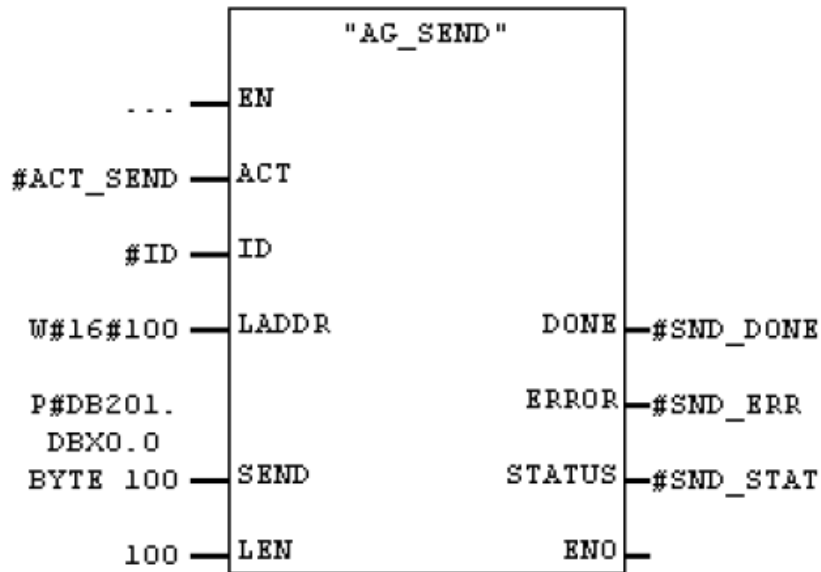 "AG_SEND"
... EN
#ACT_SEND ACT
#ID ID
W#16#100 LADDR DONE #SND_DONE
P#DB201. ERROR #SND_ERR
DBX0.0
BYTE 100 SEND STATUS #SND_STAT
100 LEN ENO